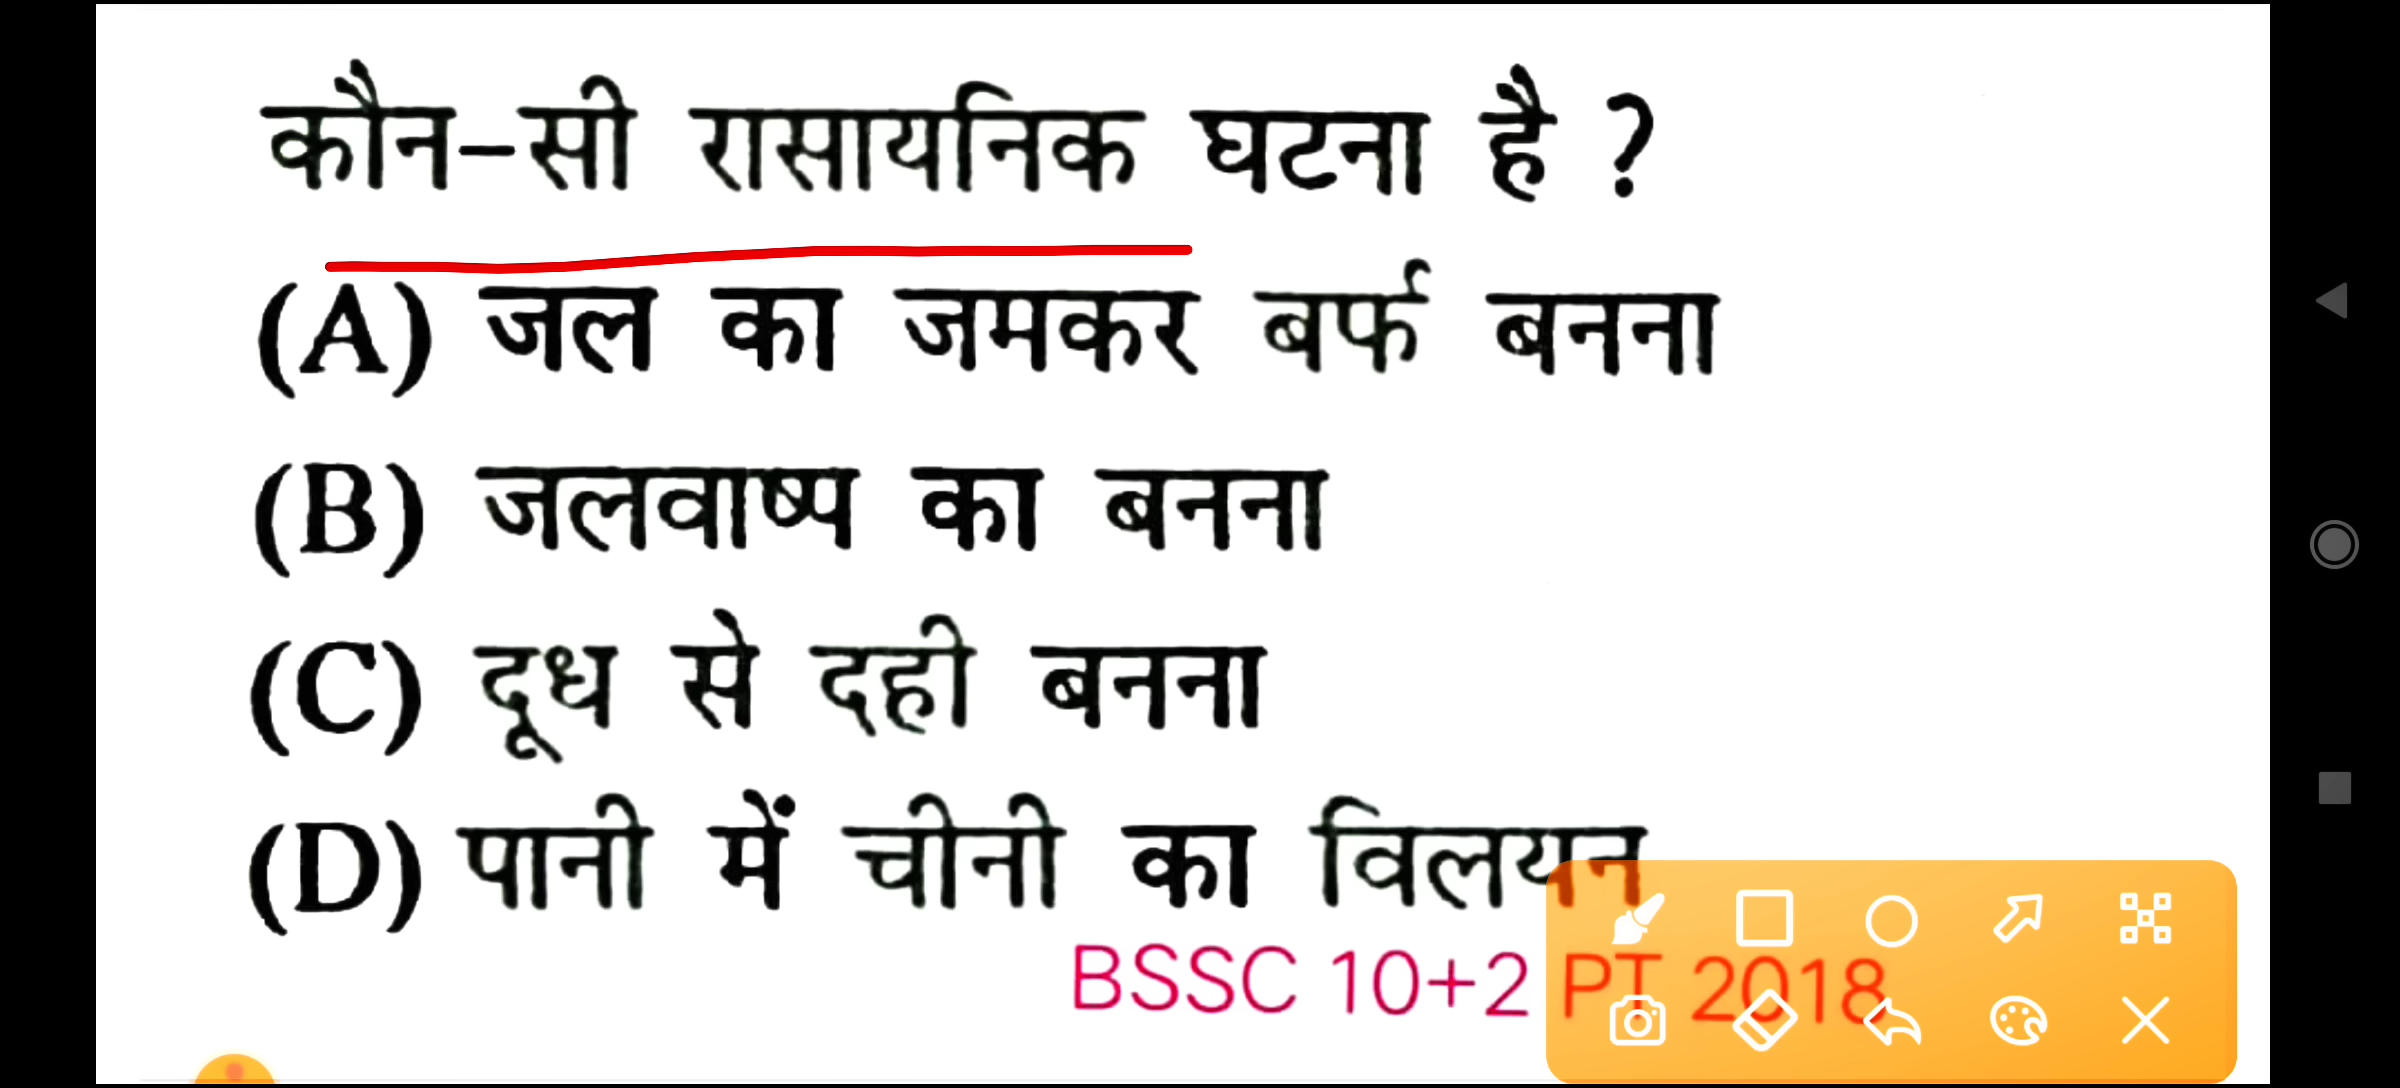 कौन-सी रासायनिक घटना है ?
(A) जल का जमकर बर्फ बनना
(B) जलवाष्प का बनना
(C) दूध से दही बनना
(D) पानी में चीनी का विलयन
BSSC 10+2 PT 2018